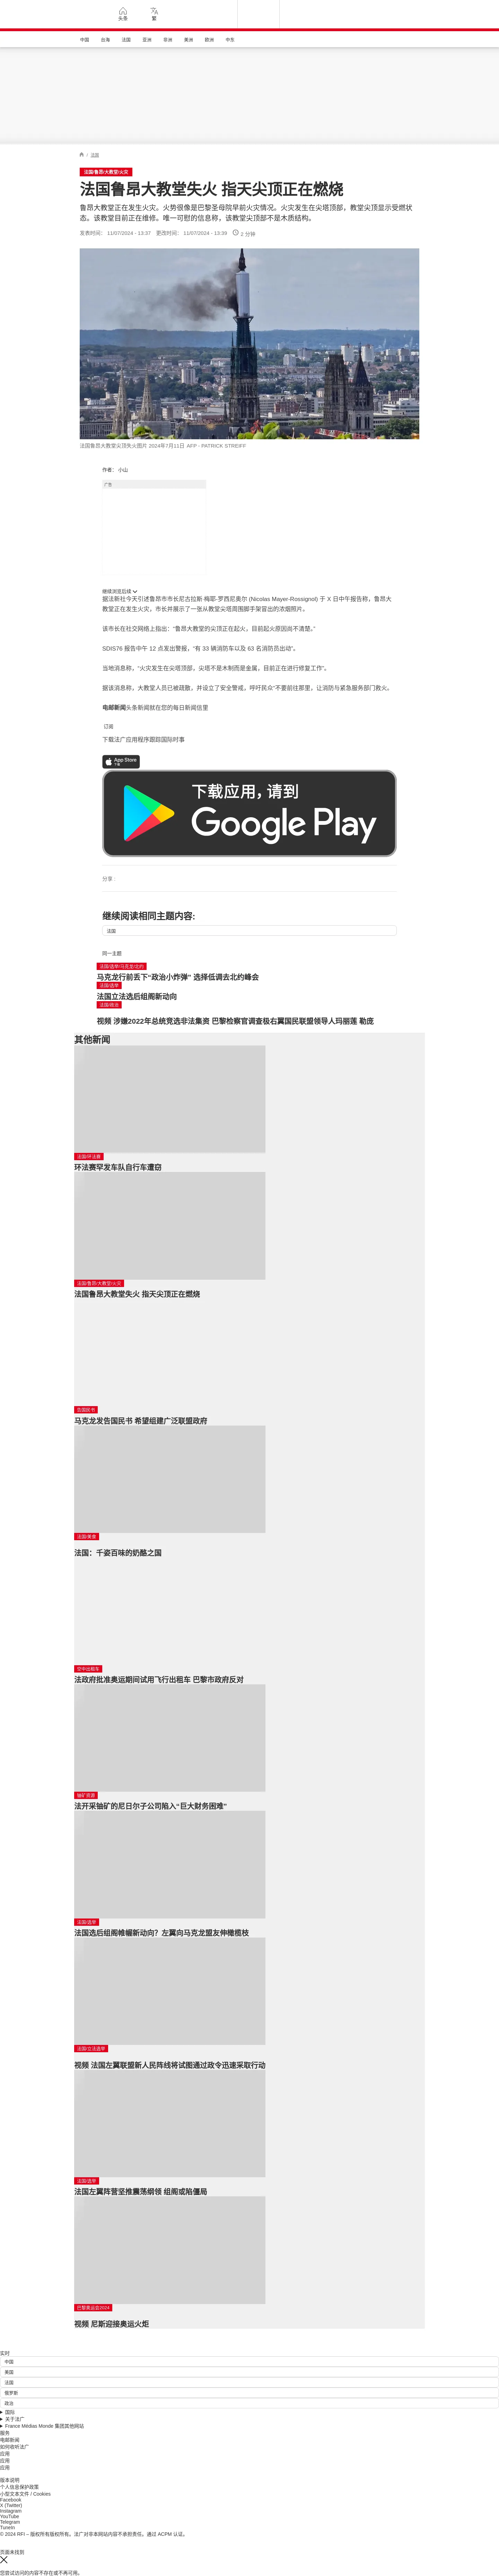 头条
繁
中国
台海
法国
亚洲
非洲
美洲
欧洲
中东
/ 法国
法国/鲁昂/大教堂/火灾
法国鲁昂大教堂失火 指天尖顶正在燃烧
鲁昂大教堂正在发生火灾。火势很像是巴黎圣母院早前火灾情况。火灾发生在尖塔顶部，教堂尖顶显示受燃状态。该教堂目前正在维修。唯一可慰的信息称，该教堂尖顶部不是木质结构。
发表时间： 11/07/2024 - 13:37 更改时间： 11/07/2024 - 13:39 2 分钟
法国鲁昂大教堂尖顶失火图片 2024年7月11日 AFP - PATRICK STREIFF
作者： 小山
广告
继续浏览后续
据法新社今天引述鲁昂市市长尼古拉斯·梅耶-罗西尼奥尔 (Nicolas Mayer-Rossignol) 于 X 日中午报告称，鲁昂大教堂正在发生火灾，市长并展示了一张从教堂尖塔周围脚手架冒出的浓烟照片。
该市长在社交网络上指出：“鲁昂大教堂的尖顶正在起火，目前起火原因尚不清楚。”
SDIS76 报告中午 12 点发出警报，“有 33 辆消防车以及 63 名消防员出动”。
当地消息称，“火灾发生在尖塔顶部，尖塔不是木制而是金属，目前正在进行修复工作”。
据该消息称，大教堂人员已被疏散，并设立了安全警戒，呼吁民众“不要前往那里，让消防与紧急服务部门救火。
电邮新闻头条新闻就在您的每日新闻信里
订阅
下载法广应用程序跟踪国际时事
App Store
下载
下载应用，请到
Google Play
分享 :
继续阅读相同主题内容:
法国
同一主题
法国/选举/马克龙/北约
马克龙行前丢下“政治小炸弹” 选择低调去北约峰会
法国/选举
法国立法选后组阁新动向
法国/政治
视频 涉嫌2022年总统竞选非法集资 巴黎检察官调查极右翼国民联盟领导人玛丽莲 勒庞
其他新闻
法国/环法赛
环法赛罕发车队自行车遭窃
法国/鲁昂/大教堂/火灾
法国鲁昂大教堂失火 指天尖顶正在燃烧
告国民书
马克龙发告国民书 希望组建广泛联盟政府
法国/美食
法国：千姿百味的奶酪之国
空中出租车
法政府批准奥运期间试用飞行出租车 巴黎市政府反对
铀矿资源
法开采铀矿的尼日尔子公司陷入“巨大财务困难”
法国/选举
法国选后组阁帷幄新动向？左翼向马克龙盟友伸橄榄枝
法国/立法选举
视频 法国左翼联盟新人民阵线将试图通过政令迅速采取行动
法国/选举
法国左翼阵营坚推震荡纲领 组阁或陷僵局
巴黎奥运会2024
视频 尼斯迎接奥运火炬
实时
中国
美国
法国
俄罗斯
政治
国际
关于法广
France Médias Monde 集团其他网站
服务
电邮新闻
如何收听法广
应用
应用
应用
版本说明
个人信息保护政策
小型文本文件 / Cookies
Facebook
X (Twitter)
Instagram
YouTube
Telegram
TuneIn
© 2024 RFI – 版权所有版权所有。法广对非本网站内容不承担责任。通过 ACPM 认证。
页面未找到
您尝试访问的内容不存在或不再可用。